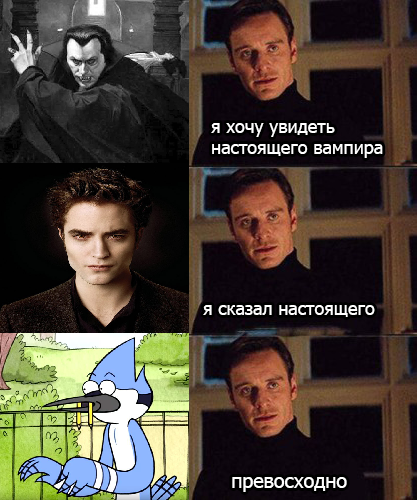 я хочу увидеть
настоящего вампира
я сказал настоящего
превосходно